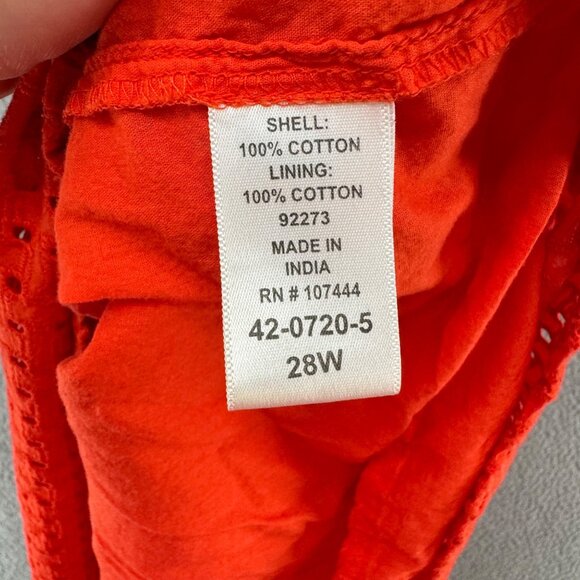 SHELL:
100% COTTON
LINING:
100% COTTON
92273
MADE IN
INDIA
RN # 107444
42-0720-5
28W